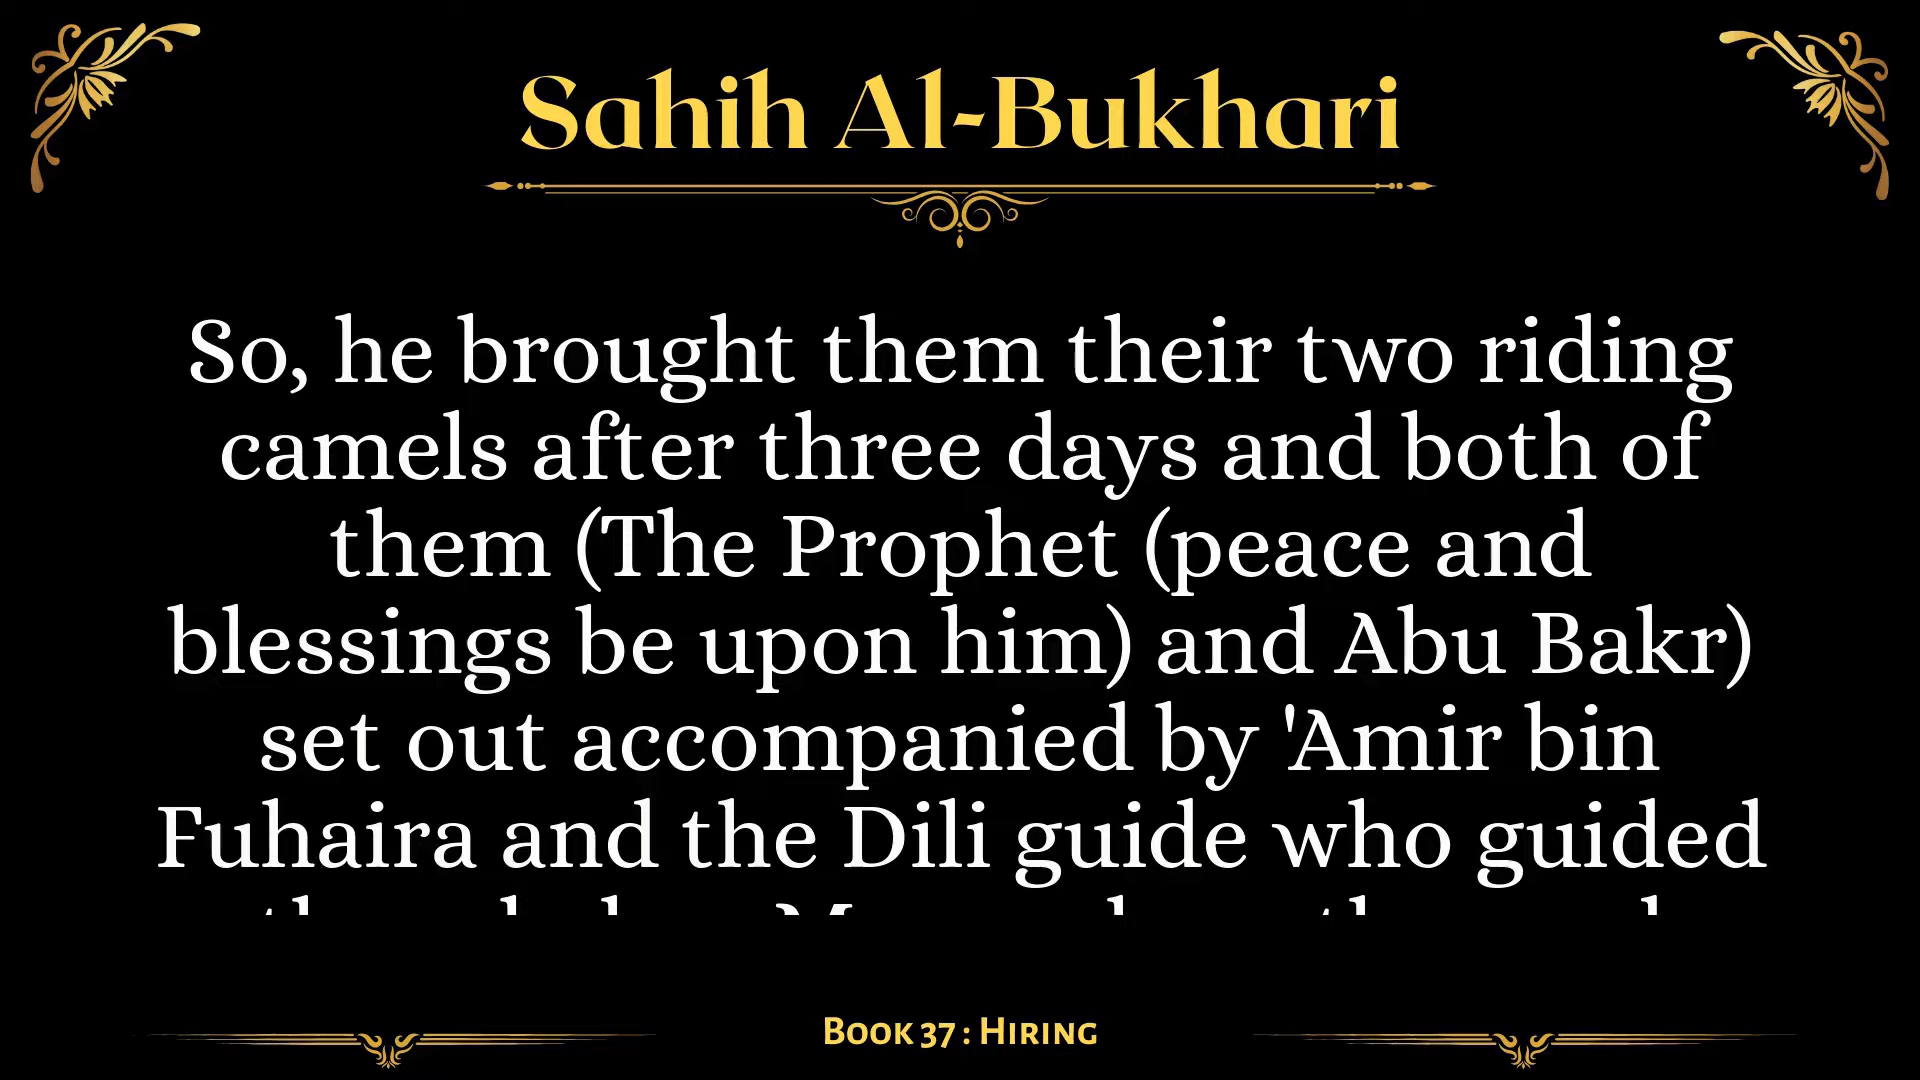 Sahih Al-Bukhari
So, he brought them their two riding
camels after three days and both of
them (The Prophet (peace and
blessings be upon him) and Abu Bakr)
set out accompanied by 'Amir bin
Fuhaira and the Dili guide who guided
Book 37 : Hiring